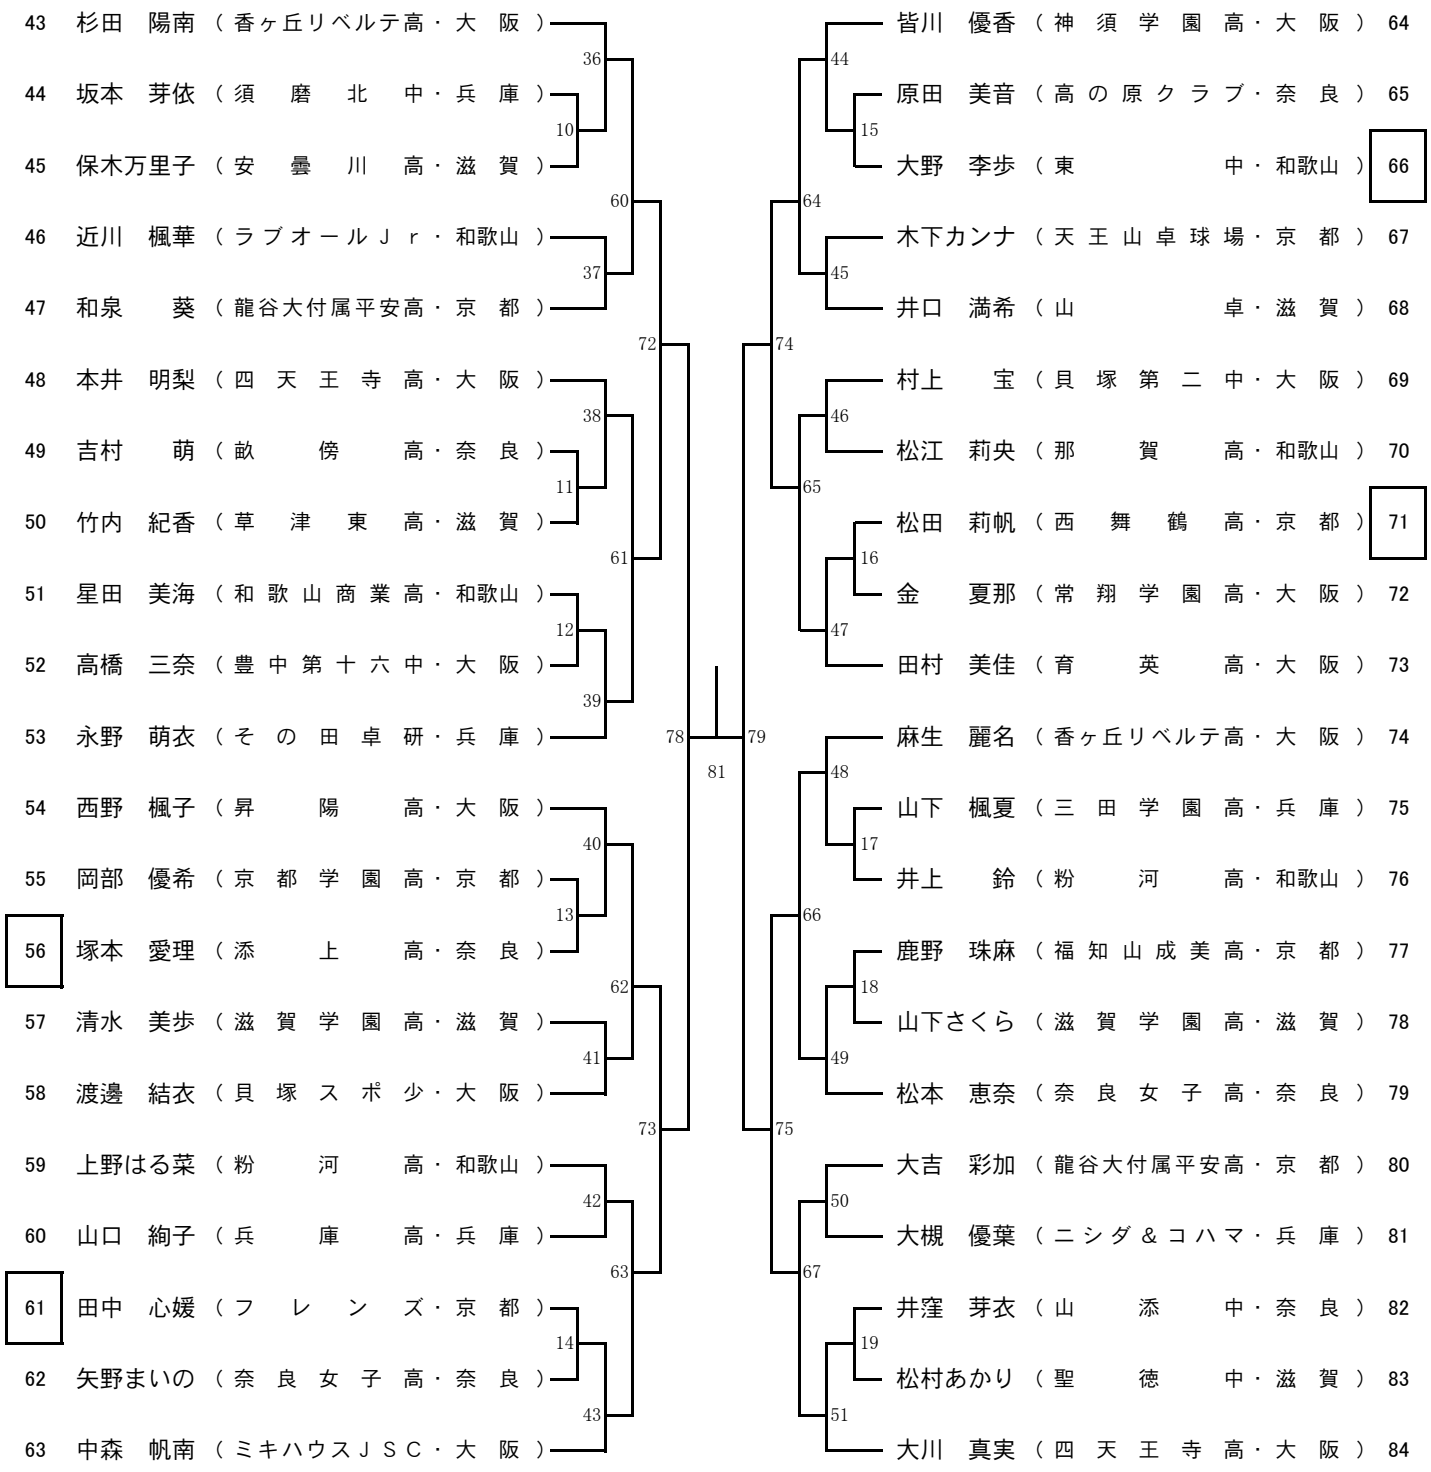 43 杉田 陽南 （香ヶ丘リベルテ高・大 阪）
36
44 坂本 芽依 （須 磨 北 中・兵 庫）
10
45 保木万里子 （安 曇 川 高・滋 賀）
60
46 近川 楓華 （ラブオールＪｒ・和歌山）
37
47 和泉 葵 （龍谷大付属平安高・京 都）
72
48 本井 明梨 （四 天 王 寺 高・大 阪）
38
49 吉村 萌 （畝 傍 高・奈 良）
11
50 竹内 紀香 （草 津 東 高・滋 賀）
61
51 星田 美海 （和 歌 山 商 業 高・和歌山）
12
52 高橋 三奈 （豊 中 第 十 六 中・大 阪）
39
53 永野 萌衣 （そ の 田 卓 研・兵 庫）
78
54 西野 楓子 （昇 陽 高・大 阪）
40
55 岡部 優希 （京 都 学 園 高・京 都）
13
56 塚本 愛理 （添 上 高・奈 良）
62
57 清水 美歩 （滋 賀 学 園 高・滋 賀）
41
58 渡邊 結衣 （貝 塚 ス ポ 少・大 阪）
73
59 上野はる菜 （粉 河 高・和歌山）
42
60 山口 絢子 （兵 庫 高・兵 庫）
63
61 田中 心媛 （フ レ ン ズ・京 都）
14
62 矢野まいの （奈 良 女 子 高・奈 良）
43
63 中森 帆南 （ミキハウスＪＳＣ・大 阪）
81
皆川 優香 （神 須 学 園 高・大 阪） 64
44
原田 美音 （高 の 原 ク ラ ブ・奈 良） 65
15
大野 李歩 （東 中・和歌山） 66
64
木下カンナ （天 王 山 卓 球 場・京 都） 67
45
井口 満希 （山 卓・滋 賀） 68
74
村上 宝 （貝 塚 第 二 中・大 阪） 69
46
松江 莉央 （那 賀 高・和歌山） 70
65
松田 莉帆 （西 舞 鶴 高・京 都） 71
16
金 夏那 （常 翔 学 園 高・大 阪） 72
47
田村 美佳 （育 英 高・大 阪） 73
79
麻生 麗名 （香ヶ丘リベルテ高・大 阪） 74
48
山下 楓夏 （三 田 学 園 高・兵 庫） 75
17
井上 鈴 （粉 河 高・和歌山） 76
66
鹿野 珠麻 （福 知 山 成 美 高・京 都） 77
18
山下さくら （滋 賀 学 園 高・滋 賀） 78
49
松本 恵奈 （奈 良 女 子 高・奈 良） 79
75
大吉 彩加 （龍谷大付属平安高・京 都） 80
50
大槻 優葉 （ニシダ＆コハマ・兵 庫） 81
67
井窪 芽衣 （山 添 中・奈 良） 82
19
松村あかり （聖 徳 中・滋 賀） 83
51
大川 真実 （四 天 王 寺 高・大 阪） 84